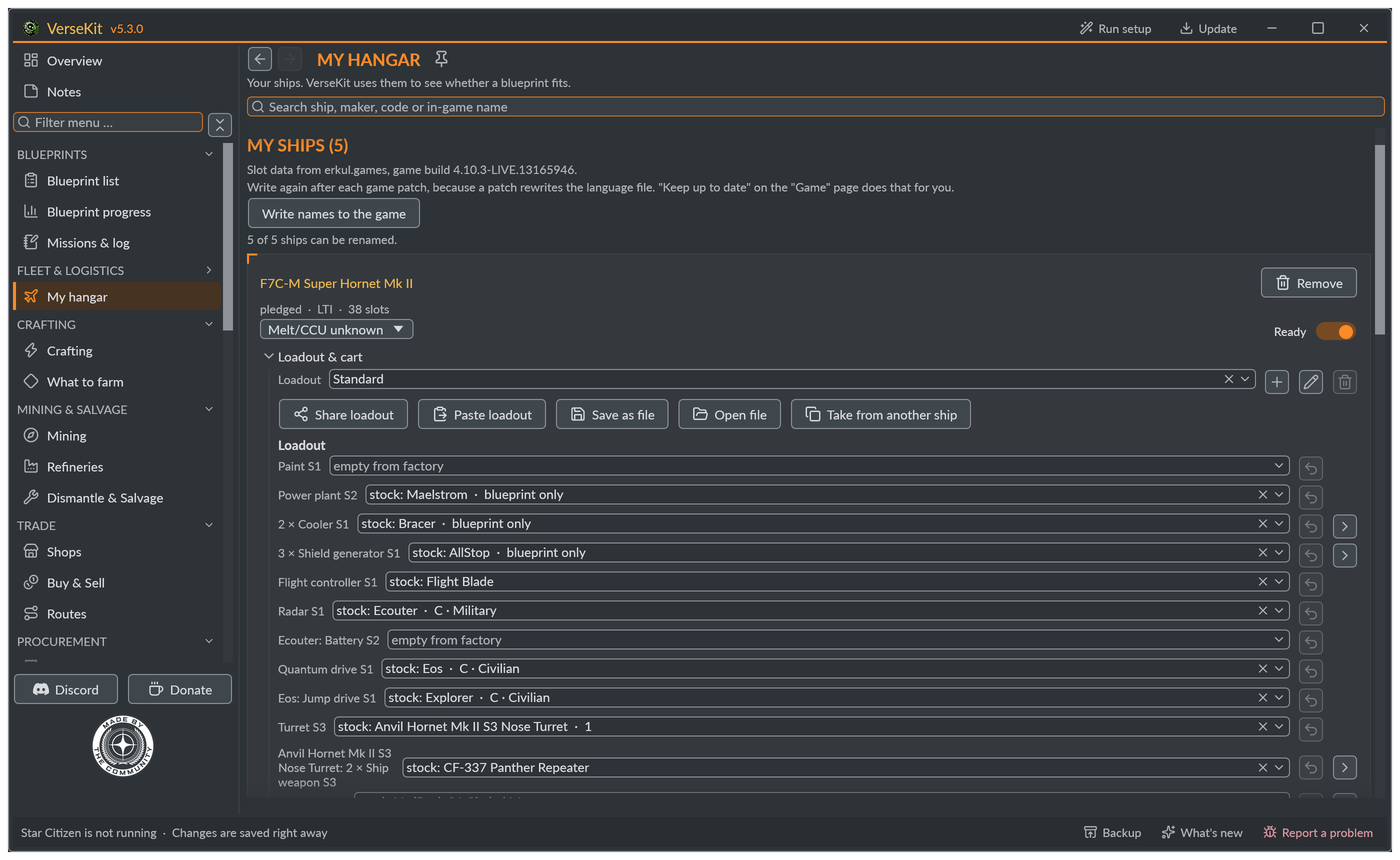 VerseKit v5.3.0
Run setup
Update
Overview
Notes
Filter menu ...
BLUEPRINTS
Blueprint list
Blueprint progress
Missions & log
FLEET & LOGISTICS
My hangar
CRAFTING
Crafting
What to farm
MINING & SALVAGE
Mining
Refineries
Dismantle & Salvage
TRADE
Shops
Buy & Sell
Routes
PROCUREMENT
Discord
Donate
MADE BY
THE COMMUNITY
MY HANGAR
Your ships. VerseKit uses them to see whether a blueprint fits.
Search ship, maker, code or in-game name
MY SHIPS (5)
Slot data from erkul.games, game build 4.10.3-LIVE.13165946.
Write again after each game patch, because a patch rewrites the language file. "Keep up to date" on the "Game" page does that for you.
Write names to the game
5 of 5 ships can be renamed.
F7C-M Super Hornet Mk II
Remove
pledged · LTI · 38 slots
Melt/CCU unknown
Ready
Loadout & cart
Loadout Standard
Share loadout
Paste loadout
Save as file
Open file
Take from another ship
Loadout
Paint S1 empty from factory
Power plant S2 stock: Maelstrom · blueprint only
2 × Cooler S1 stock: Bracer · blueprint only
3 × Shield generator S1 stock: AllStop · blueprint only
Flight controller S1 stock: Flight Blade
Radar S1 stock: Ecouter · C · Military
Ecouter: Battery S2 empty from factory
Quantum drive S1 stock: Eos · C · Civilian
Eos: Jump drive S1 stock: Explorer · C · Civilian
Turret S3 stock: Anvil Hornet Mk II S3 Nose Turret · 1
Anvil Hornet Mk II S3
Nose Turret: 2 × Ship
weapon S3
stock: CF-337 Panther Repeater
Star Citizen is not running · Changes are saved right away
Backup
What's new
Report a problem